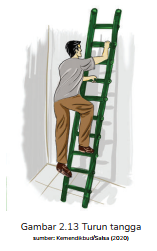 Gambar 2.13 Turun tangga
sumber: Kemendikbud/Salsa (2020)